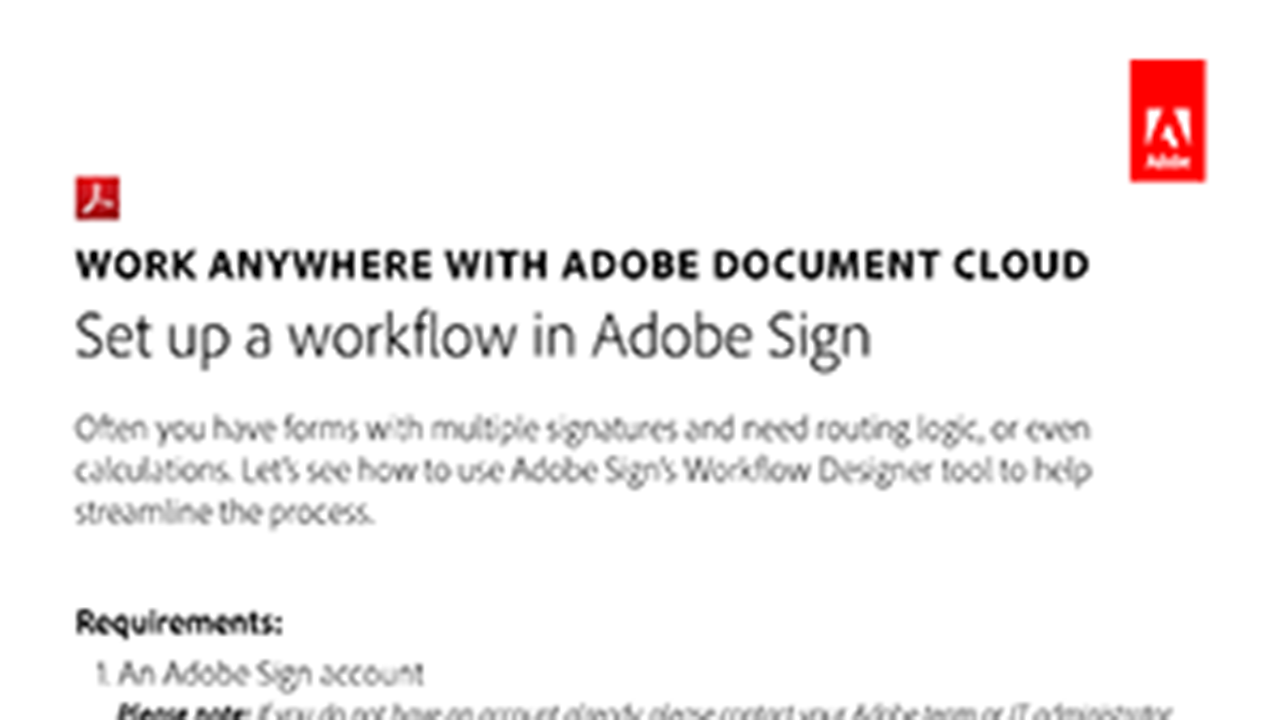 Adobe
WORK ANYWHERE WITH ADOBE DOCUMENT CLOUD
Set up a workflow in Adobe Sign
Often you have forms with multiple signatures and need routing logic, or even
calculations. Let's see how to use Adobe Sign's Workflow Designer tool to help
streamline the process.
Requirements:
1. An Adobe Sign account
Please note: if you do not have an account already, please contact your Adobe team or IT administrator